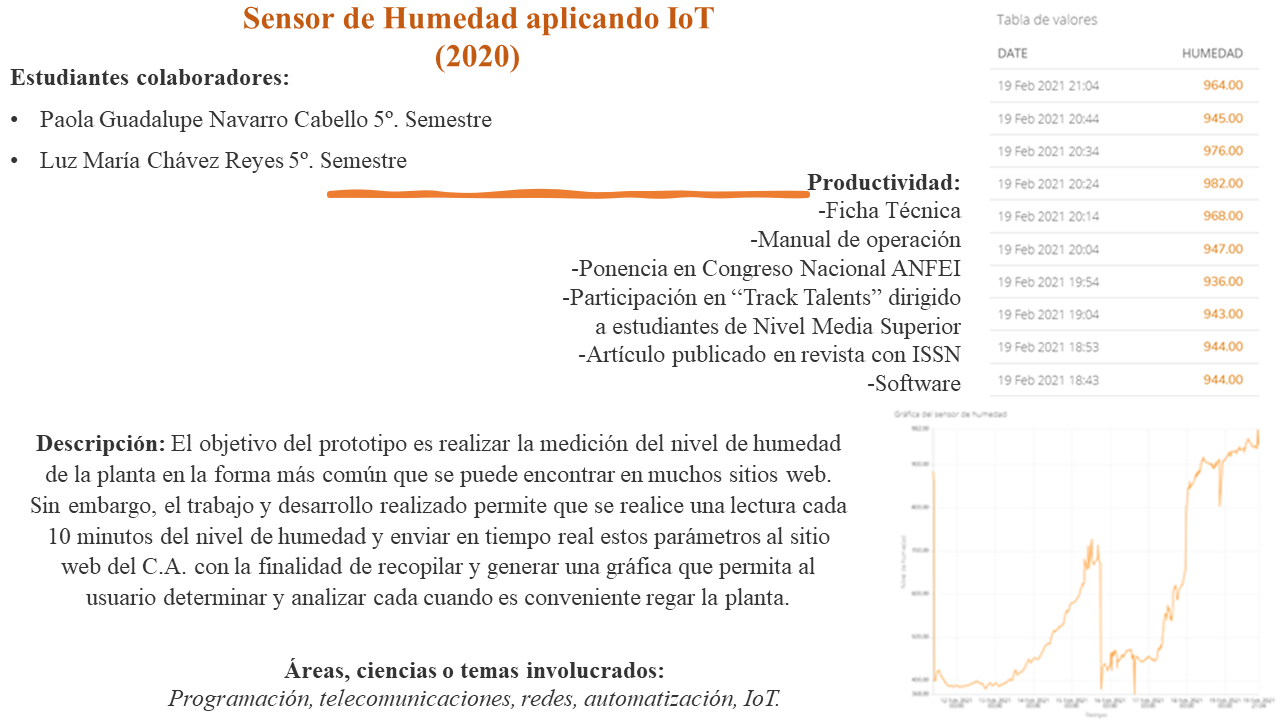 Sensor de Humedad aplicando IoT
(2020)
Estudiantes colaboradores:
• Paola Guadalupe Navarro Cabello 5º. Semestre
• Luz María Chávez Reyes 5º. Semestre
Productividad:
-Ficha Técnica
-Manual de operación
-Ponencia en Congreso Nacional ANFEI
-Participación en “Track Talents” dirigido
a estudiantes de Nivel Media Superior
-Artículo publicado en revista con ISSN
-Software
Descripción: El objetivo del prototipo es realizar la medición del nivel de humedad
de la planta en la forma más común que se puede encontrar en muchos sitios web.
Sin embargo, el trabajo y desarrollo realizado permite que se realice una lectura cada
10 minutos del nivel de humedad y enviar en tiempo real estos parámetros al sitio
web del C.A. con la finalidad de recopilar y generar una gráfica que permita al
usuario determinar y analizar cada cuando es conveniente regar la planta.
Áreas, ciencias o temas involucrados:
Programación, telecomunicaciones, redes, automatización, IoT.
Tabla de valores
DATE HUMEDAD
19 Feb 2021 21:04 964.00
19 Feb 2021 20:44 945.00
19 Feb 2021 20:34 976.00
19 Feb 2021 20:24 982.00
19 Feb 2021 20:14 968.00
19 Feb 2021 20:04 947.00
19 Feb 2021 19:54 936.00
19 Feb 2021 19:04 943.00
19 Feb 2021 18:53 944.00
19 Feb 2021 18:43 944.00
Gráfica del sensor de humedad
Nivel de humedad
Tiempo